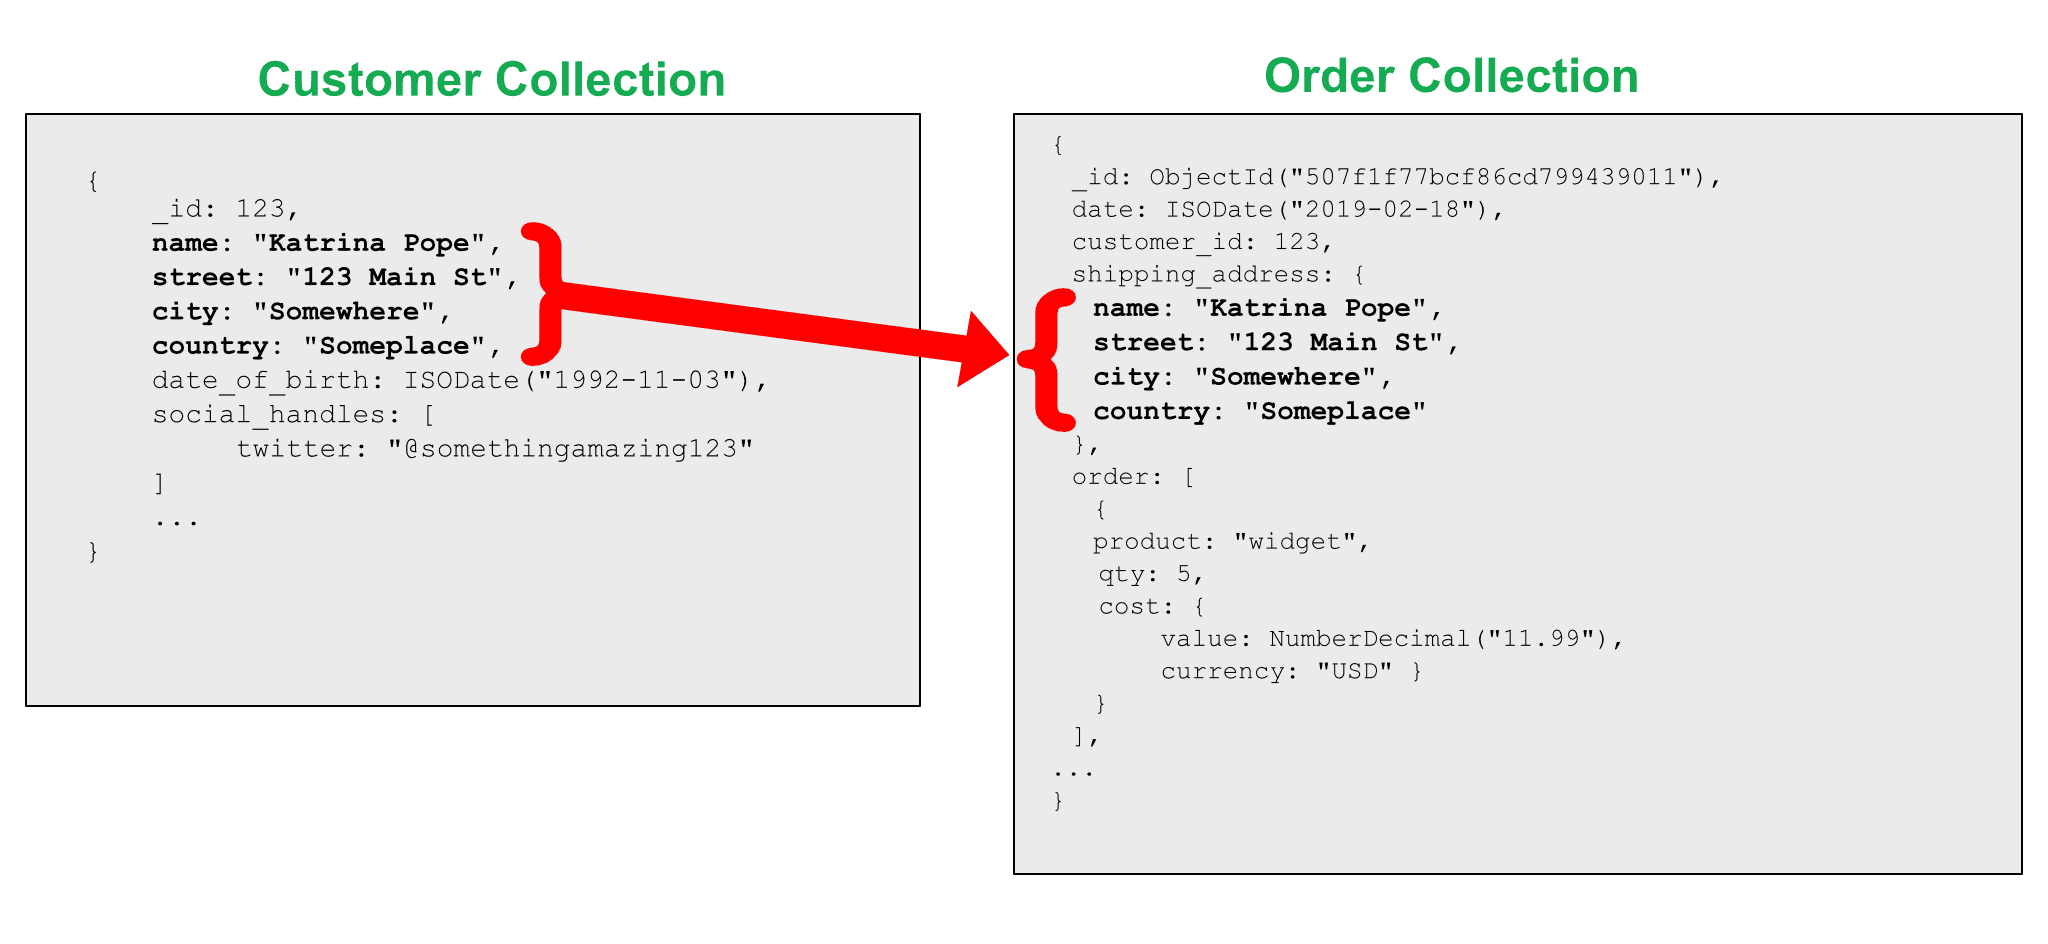 Customer Collection
{
_id: 123,
name: "Katrina Pope",
street: "123 Main St",
city: "Somewhere",
country: "Someplace",
date_of_birth: ISODate("1992-11-03"),
social_handles: [
twitter: "@somethingamazing123"
]
...
}
Order Collection
{
_id: ObjectId("507f1f77bcf86cd799439011"),
date: ISODate("2019-02-18"),
customer_id: 123,
shipping_address: {
name: "Katrina Pope",
street: "123 Main St",
city: "Somewhere",
country: "Someplace"
},
order: [
{
product: "widget",
qty: 5,
cost: {
value: NumberDecimal("11.99"),
currency: "USD" }
}
],
...
}